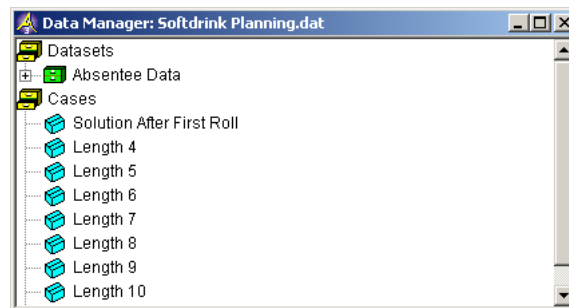 Data Manager: Softdrink Planning.dat
Datasets
Absentee Data
Cases
Solution After First Roll
Length 4
Length 5
Length 6
Length 7
Length 8
Length 9
Length 10